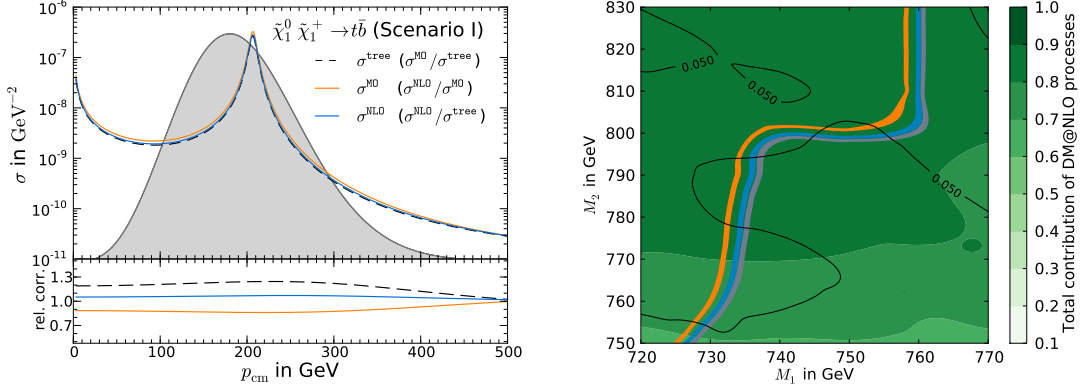 χ̃₁⁰ χ̃₁⁺ → tb̄ (Scenario I)
σ^tree (σ^MO/σ^tree)
σ^MO (σ^NLO/σ^MO)
σ^NLO (σ^NLO/σ^tree)
σ in GeV⁻²
10⁻⁶
10⁻⁷
10⁻⁸
10⁻⁹
10⁻¹⁰
10⁻¹¹
rel. corr.
1.3
1.0
0.7
0 100 200 300 400 500
p_cm in GeV
M₂ in GeV
830
820
810
800
790
780
770
760
750
0.050
0.050
0.050
720 730 740 750 760 770
M₁ in GeV
1.0
0.9
0.8
0.7
0.6
0.5
0.4
0.3
0.2
0.1
Total contribution of DM@NLO processes